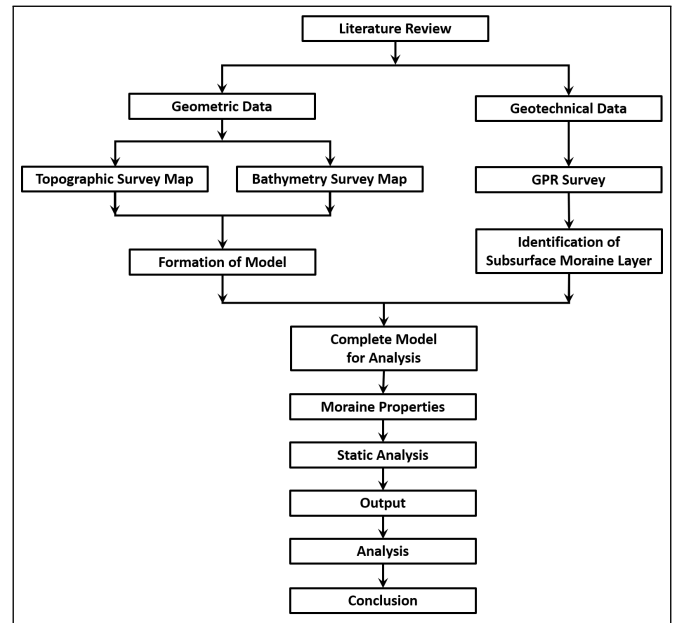 Literature Review
Geometric Data
Geotechnical Data
Topographic Survey Map
Bathymetry Survey Map
GPR Survey
Formation of Model
Identification of
Subsurface Moraine Layer
Complete Model
for Analysis
Moraine Properties
Static Analysis
Output
Analysis
Conclusion